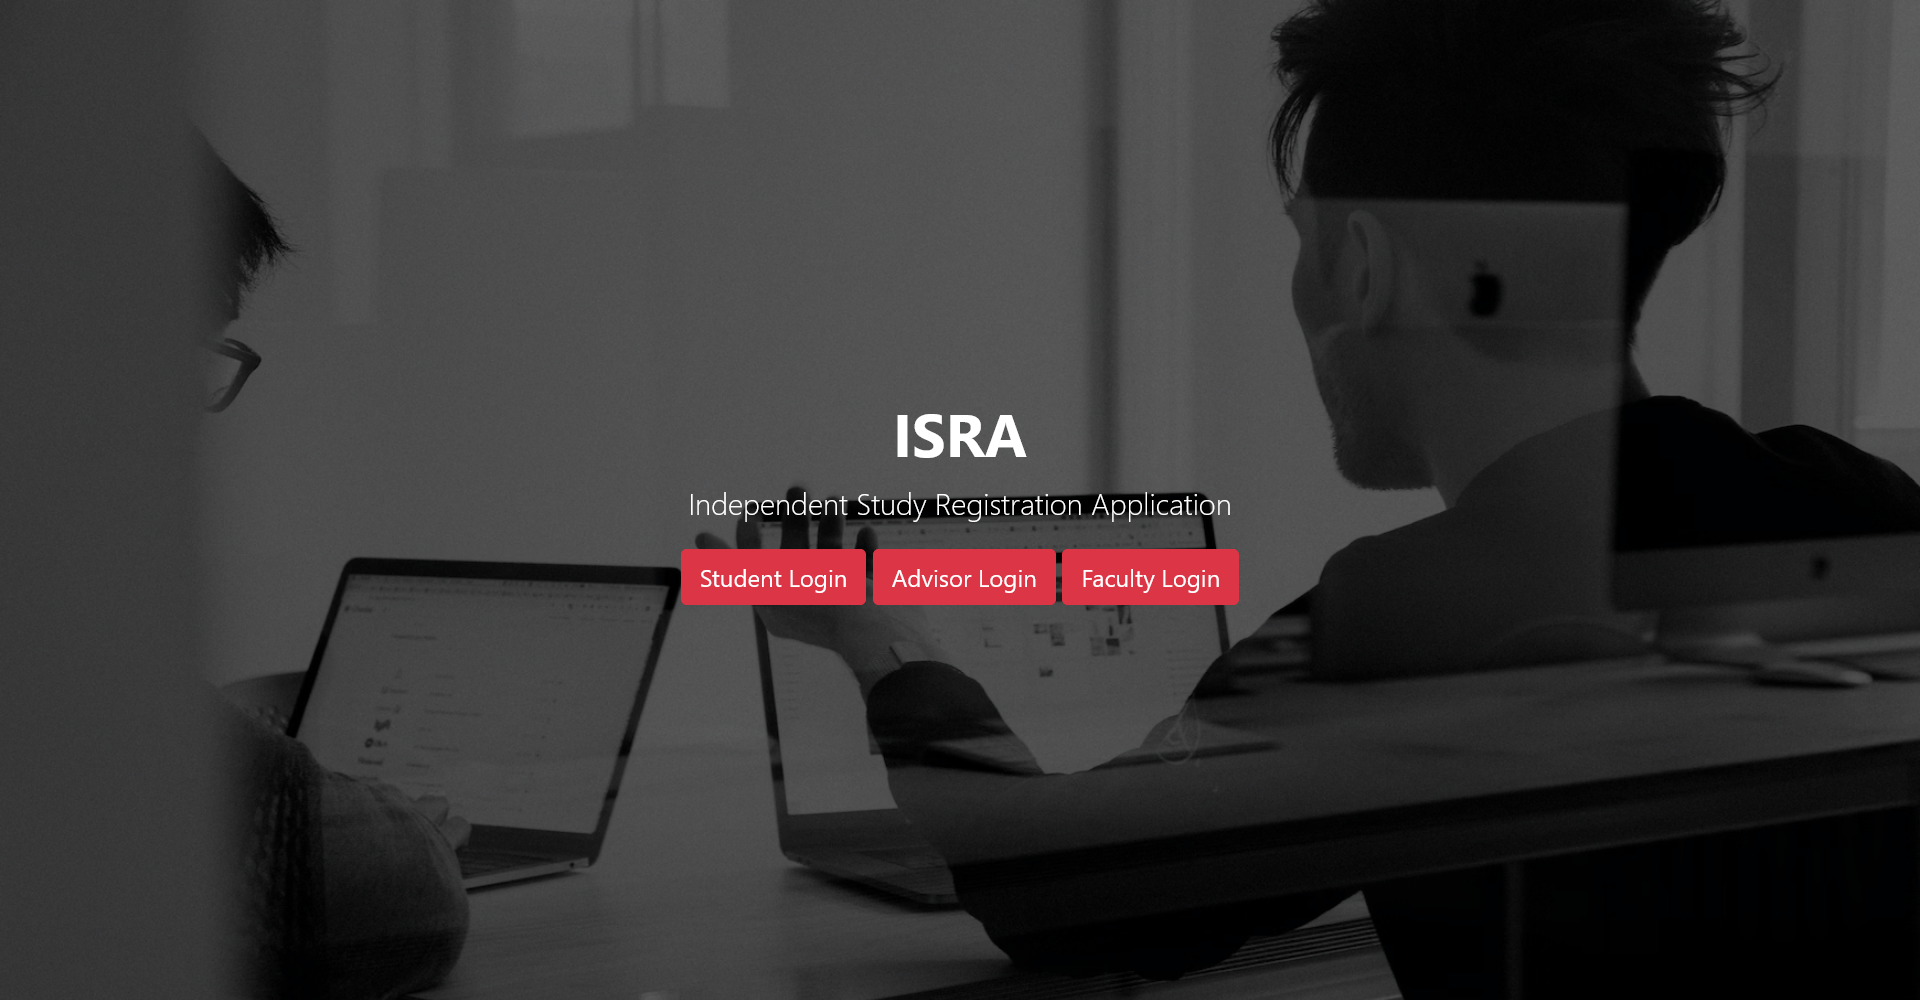 ISRA
Independent Study Registration Application
Student Login
Advisor Login
Faculty Login